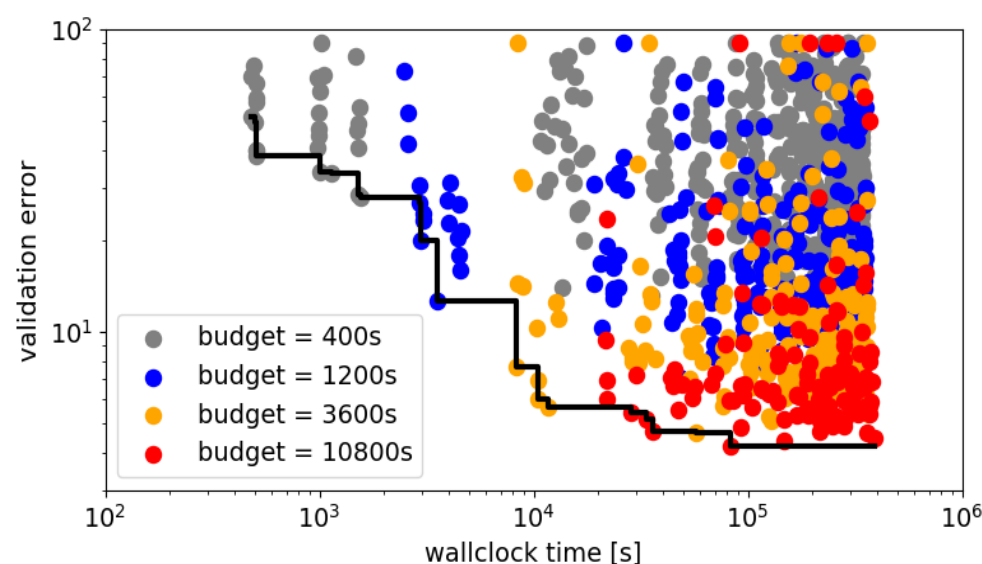 10²
10¹
validation error
budget = 400s
budget = 1200s
budget = 3600s
budget = 10800s
10² 10³ 10⁴ 10⁵ 10⁶
wallclock time [s]